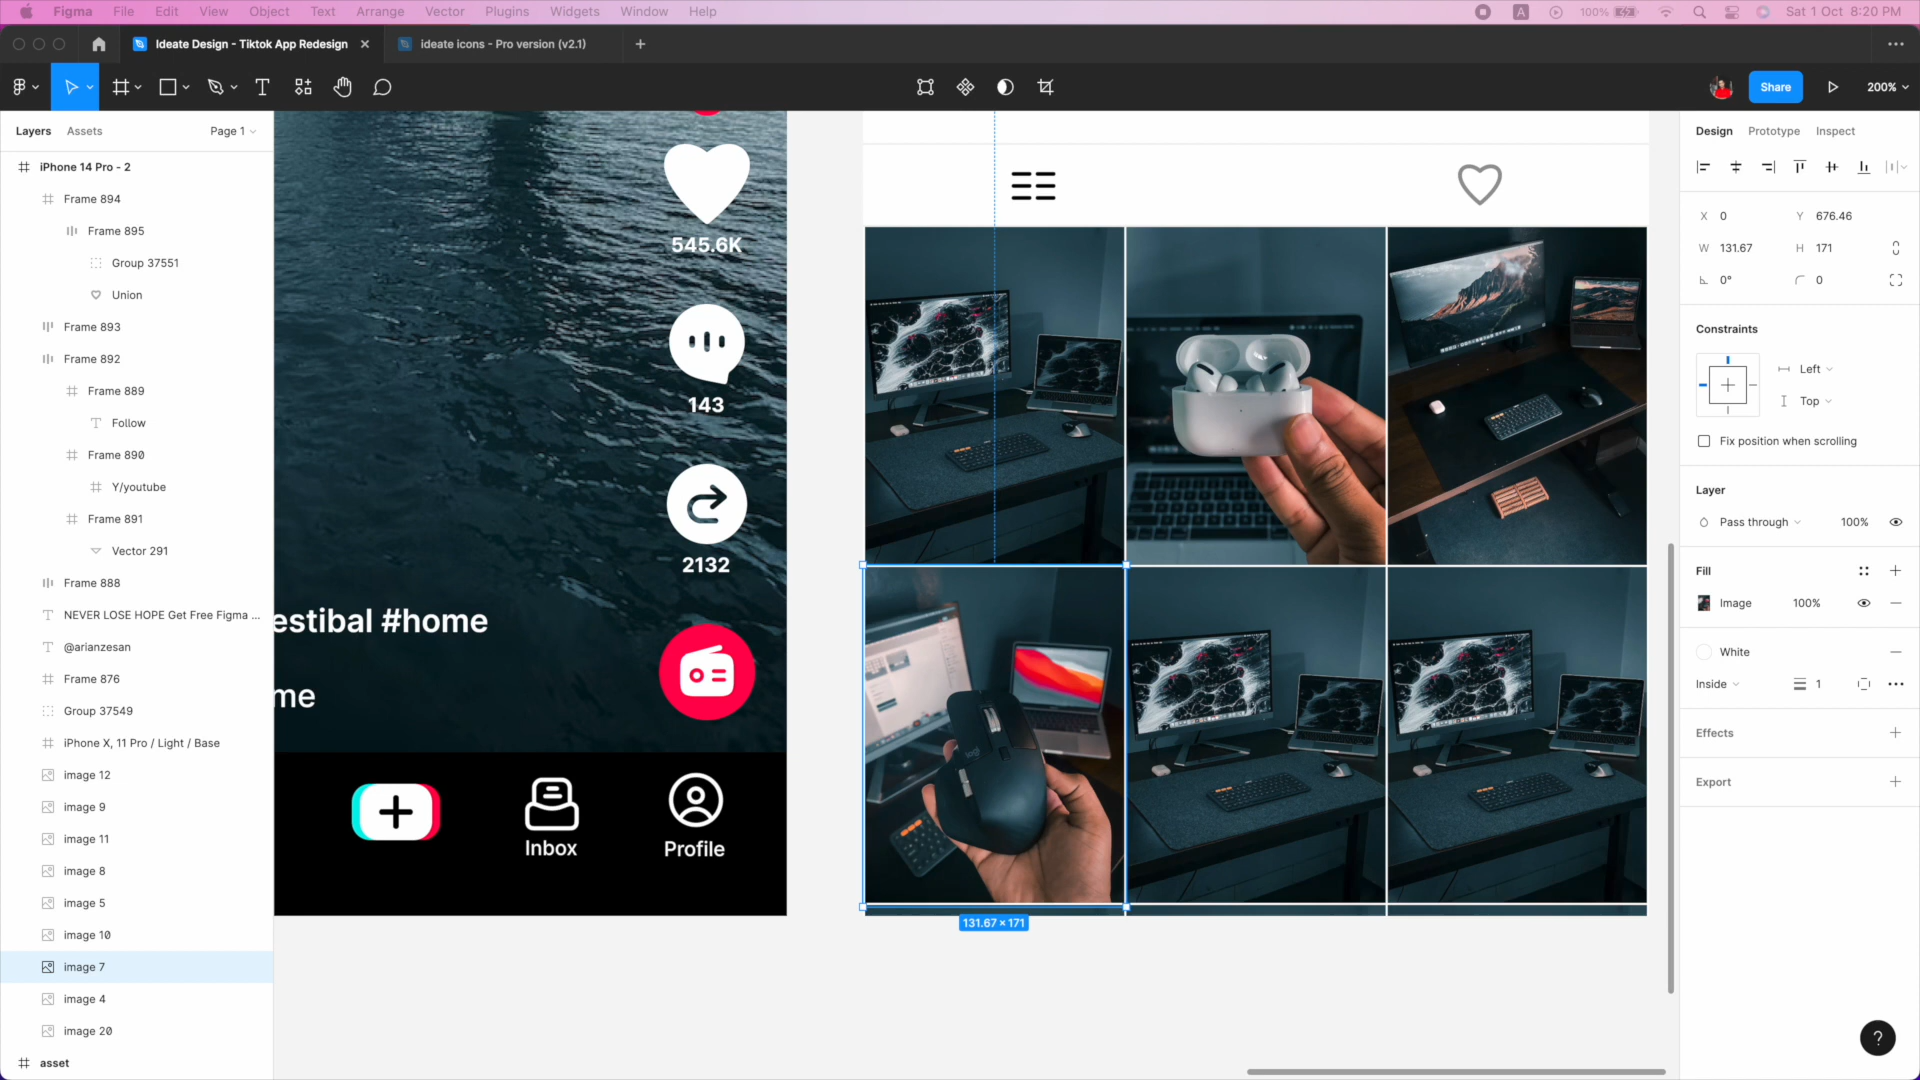 Figma File Edit View Object Text Arrange Vector Plugins Widgets Window Help
A 100% Sat 1 Oct 8:20 PM
Ideate Design - Tiktok App Redesign
ideate icons - Pro version (v2.1)
Share
200%
Layers Assets Page 1
iPhone 14 Pro - 2
Frame 894
Frame 895
Group 37551
Union
Frame 893
Frame 892
Frame 889
Follow
Frame 890
Y/youtube
Frame 891
Vector 291
Frame 888
NEVER LOSE HOPE Get Free Figma ...
@arianzesan
Frame 876
Group 37549
iPhone X, 11 Pro / Light / Base
image 12
image 9
image 11
image 8
image 5
image 10
image 7
image 4
image 20
asset
545.6K
143
2132
estibal #home
me
Inbox
Profile
131.67 × 171
Design Prototype Inspect
X 0 Y 676.46
W 131.67 H 171
0° 0
Constraints
Left
Top
Fix position when scrolling
Layer
Pass through 100%
Fill
Image 100%
White
Inside 1
Effects
Export
?